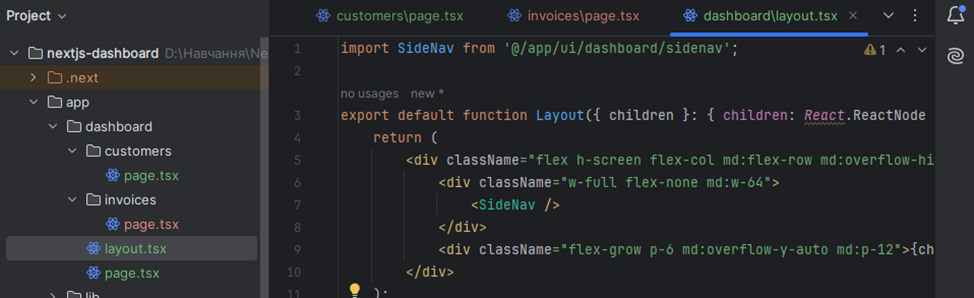 Project
customers\page.tsx
invoices\page.tsx
dashboard\layout.tsx
nextjs-dashboard D:\Навчання\Ne
.next
app
dashboard
customers
page.tsx
invoices
page.tsx
layout.tsx
page.tsx
lib
1 import SideNav from '@/app/ui/dashboard/sidenav';
1
2
no usages new *
3 export default function Layout({ children }: { children: React.ReactNode
4 return (
5 <div className="flex h-screen flex-col md:flex-row md:overflow-hi
6 <div className="w-full flex-none md:w-64">
7 <SideNav />
8 </div>
9 <div className="flex-grow p-6 md:overflow-y-auto md:p-12">{ch
10 </div>
11 );